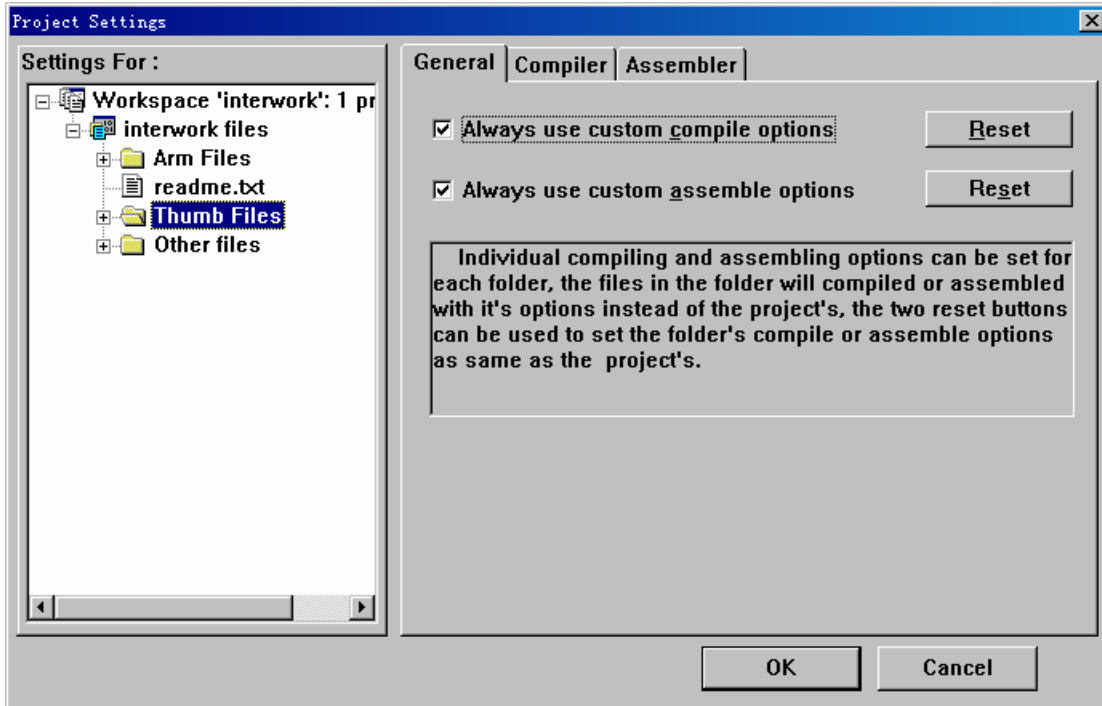 Project Settings
Settings For :
Workspace 'interwork': 1 pr
interwork files
Arm Files
readme.txt
Thumb Files
Other files
General Compiler Assembler
Always use custom compile options Reset
Always use custom assemble options Reset
Individual compiling and assembling options can be set for
each folder, the files in the folder will compiled or assembled
with it's options instead of the project's, the two reset buttons
can be used to set the folder's compile or assemble options
as same as the project's.
OK Cancel